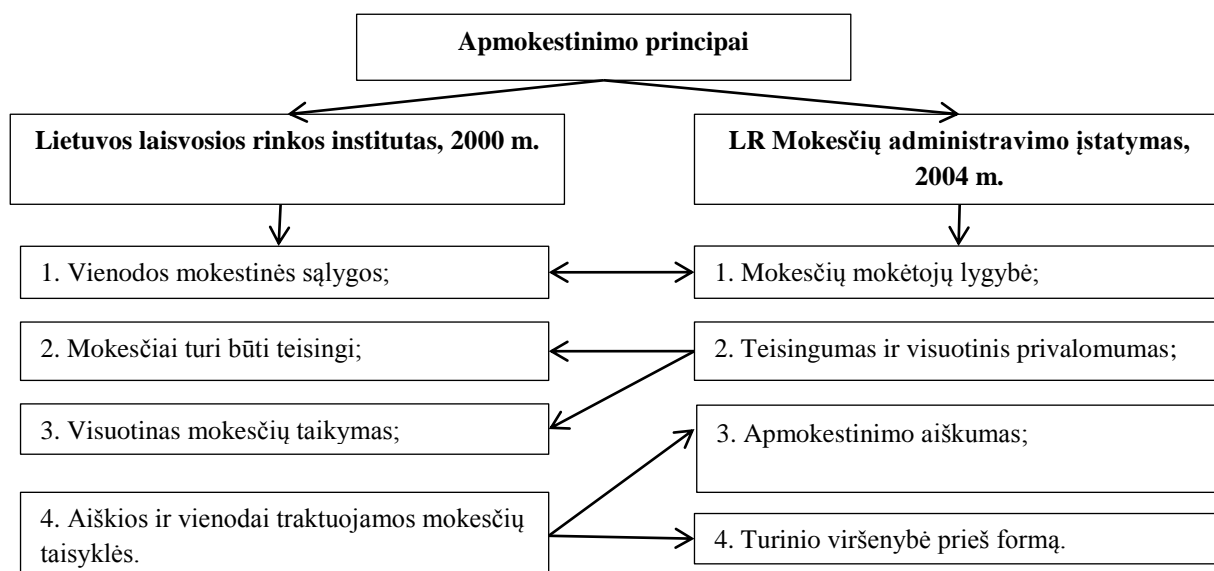 Apmokestinimo principai
Lietuvos laisvosios rinkos institutas, 2000 m.
LR Mokesčių administravimo įstatymas,
2004 m.
1. Vienodos mokestinės sąlygos;
1. Mokesčių mokėtojų lygybė;
2. Mokesčiai turi būti teisingi;
2. Teisingumas ir visuotinis privalomumas;
3. Visuotinas mokesčių taikymas;
3. Apmokestinimo aiškumas;
4. Aiškios ir vienodai traktuojamos mokesčių
taisyklės.
4. Turinio viršenybė prieš formą.